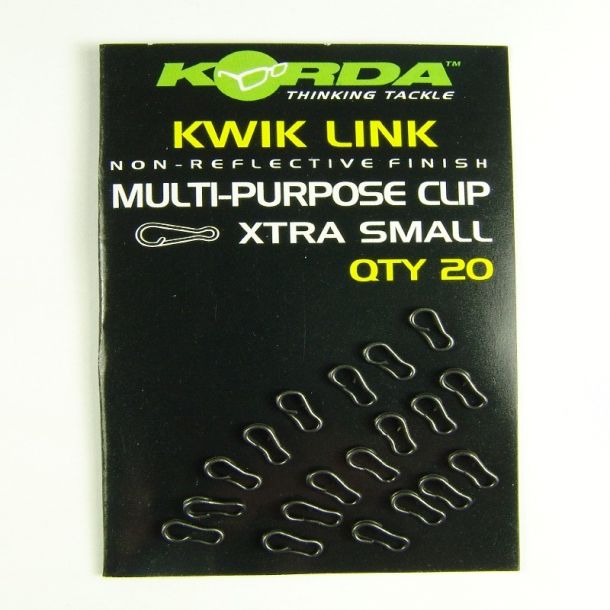 KORDA™
THINKING TACKLE
KWIK LINK
NON-REFLECTIVE FINISH
MULTI-PURPOSE CLIP
XTRA SMALL
QTY 20